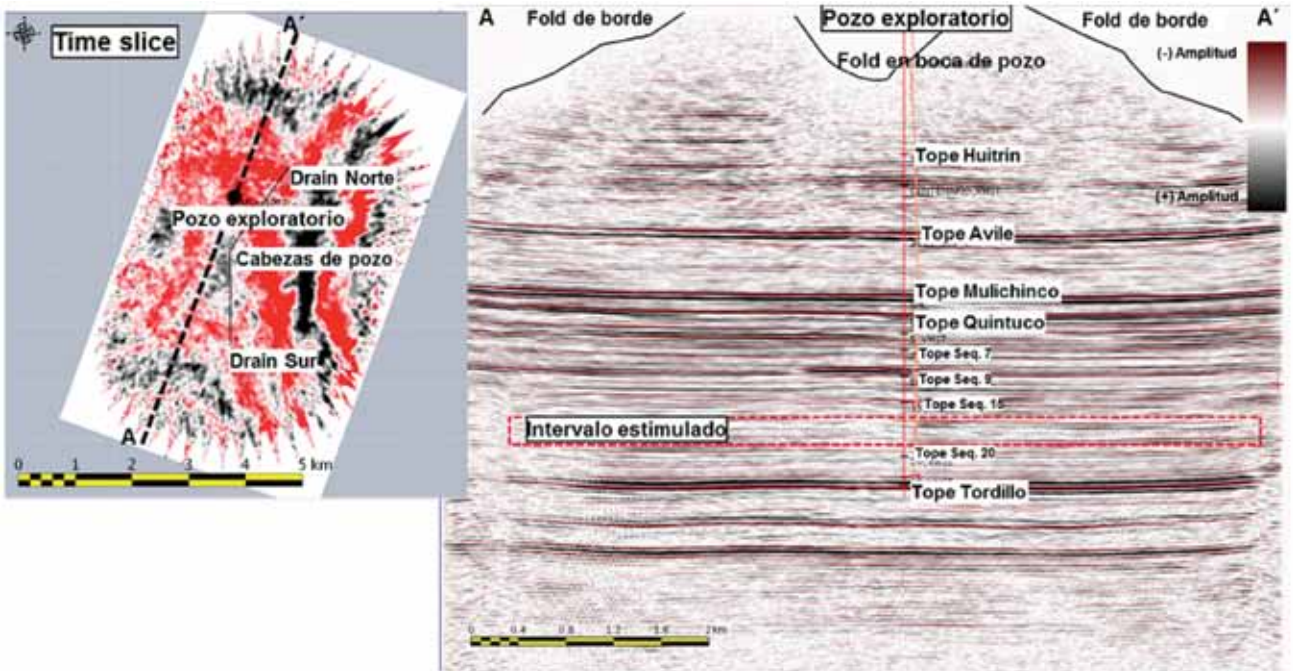 Time slice
A´
Drain Norte
Pozo exploratorio
Cabezas de pozo
Drain Sur
A
0 1 2 3 4 5 km
A
Fold de borde
Pozo exploratorio
Fold de borde
A´
Fold en boca de pozo
(-) Amplitud
(+) Amplitud
Tope Huitrin
Tope Avile
Tope Mulichinco
Tope Quintuco
Tope Seq. 7
Tope Seq. 9
Tope Seq. 15
Intervalo estimulado
Tope Seq. 20
Tope Tordillo
0 0.4 0.8 1.2 1.6 2km